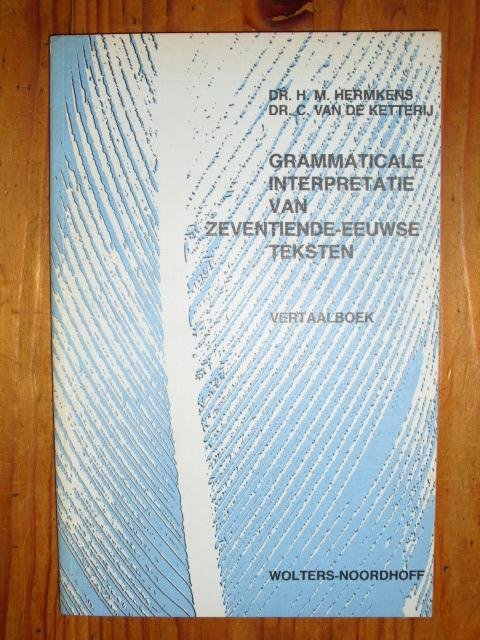 DR. H. M. HERMKENS
DR. C. VAN DE KETTERIJ
GRAMMATICALE
INTERPRETATIE
VAN
ZEVENTIENDE-EEUWSE
TEKSTEN
VERTAALBOEK
WOLTERS-NOORDHOFF